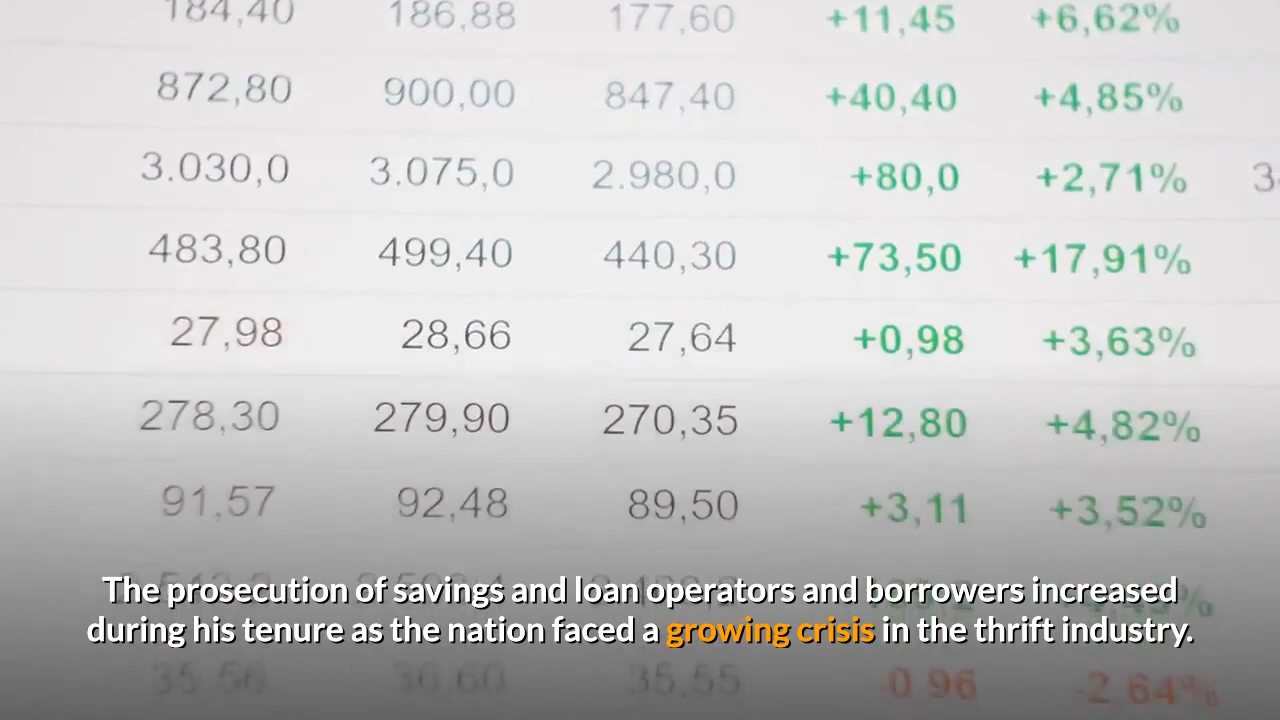 184,40 186,88 177,60 +11,45 +6,62%
872,80 900,00 847,40 +40,40 +4,85%
3.030,0 3.075,0 2.980,0 +80,0 +2,71%
483,80 499,40 440,30 +73,50 +17,91%
27,98 28,66 27,64 +0,98 +3,63%
278,30 279,90 270,35 +12,80 +4,82%
91,57 92,48 89,50 +3,11 +3,52%
The prosecution of savings and loan operators and borrowers increased
during his tenure as the nation faced a growing crisis in the thrift industry.
35,56 36,60 35,55 0,96 -2,64%